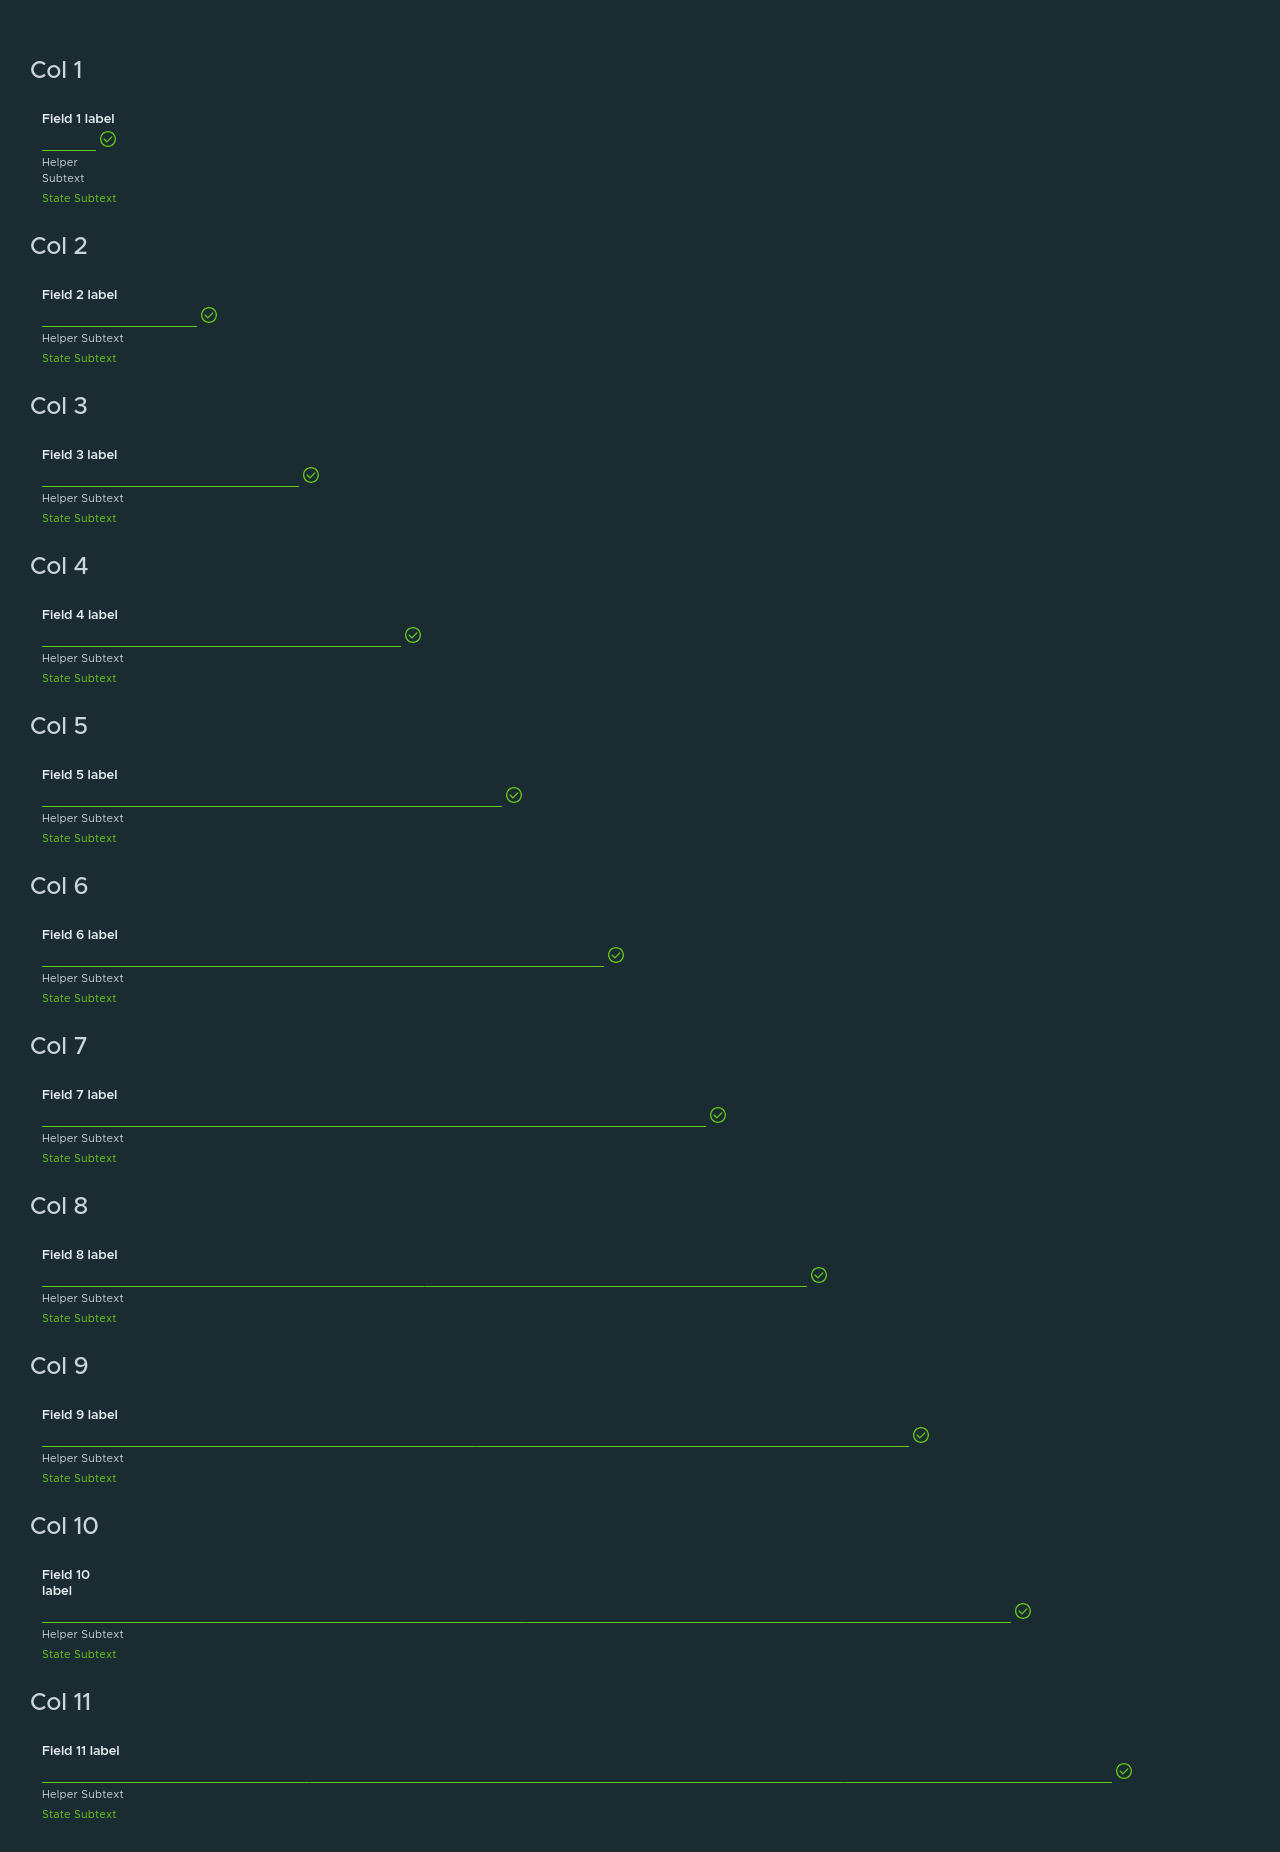 Col 1
Field 1 label
Helper
Subtext
State Subtext
Col 2
Field 2 label
Helper Subtext
State Subtext
Col 3
Field 3 label
Helper Subtext
State Subtext
Col 4
Field 4 label
Helper Subtext
State Subtext
Col 5
Field 5 label
Helper Subtext
State Subtext
Col 6
Field 6 label
Helper Subtext
State Subtext
Col 7
Field 7 label
Helper Subtext
State Subtext
Col 8
Field 8 label
Helper Subtext
State Subtext
Col 9
Field 9 label
Helper Subtext
State Subtext
Col 10
Field 10
label
Helper Subtext
State Subtext
Col 11
Field 11 label
Helper Subtext
State Subtext